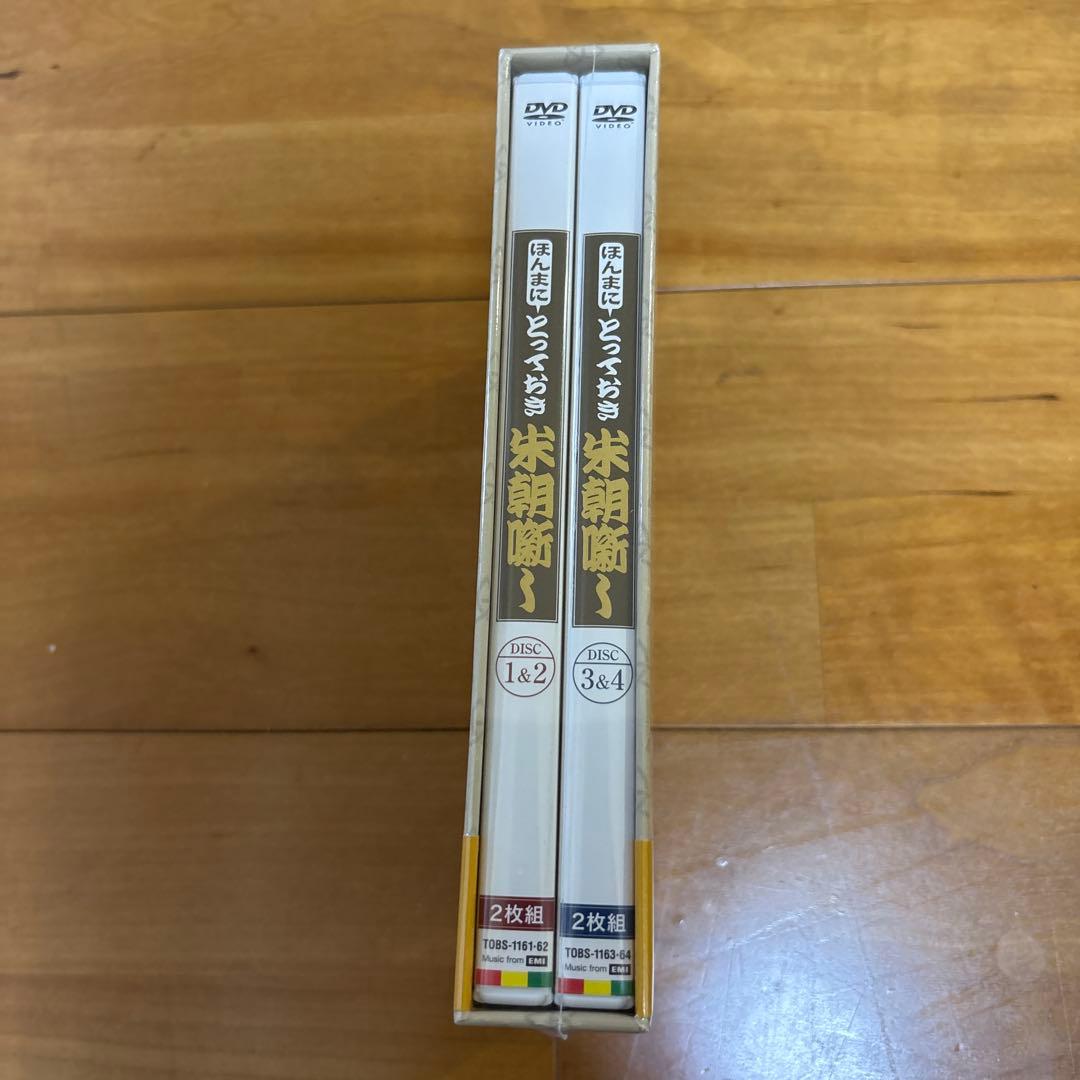 DVD
VIDEO
ほんまに
とっておき
米朝噺〜
DISC
1&2
2枚組
TOBS-1161・62
Music from EMI
DVD
VIDEO
ほんまに
とっておき
米朝噺〜
DISC
3&4
2枚組
TOBS-1163・64
Music from EMI